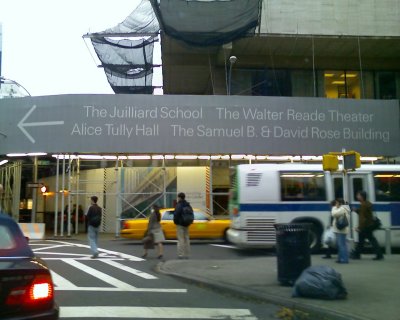 The Juilliard School The Walter Reade Theater
Alice Tully Hall The Samuel B. & David Rose Building